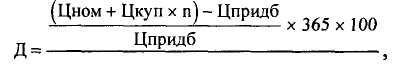 (Цном + Цкуп × n) – Цпридб
Цпридб
× 365 × 100
Д =
,